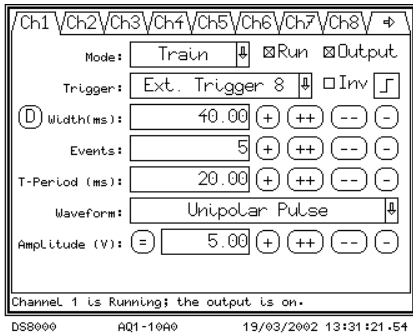 Ch1 Ch2 Ch3 Ch4 Ch5 Ch6 Ch7 Ch8
Mode: Train Run Output
Trigger: Ext. Trigger 8 Inv
D Width(ms): 40.00 + ++ -- -
Events: 5 + ++ -- -
T-Period (ms): 20.00 + ++ -- -
Waveform: Unipolar Pulse
Amplitude (V): = 5.00 + ++ -- -
Channel 1 is Running; the output is on.
DS8000 AQ1-10A0 19/03/2002 13:31:21.54